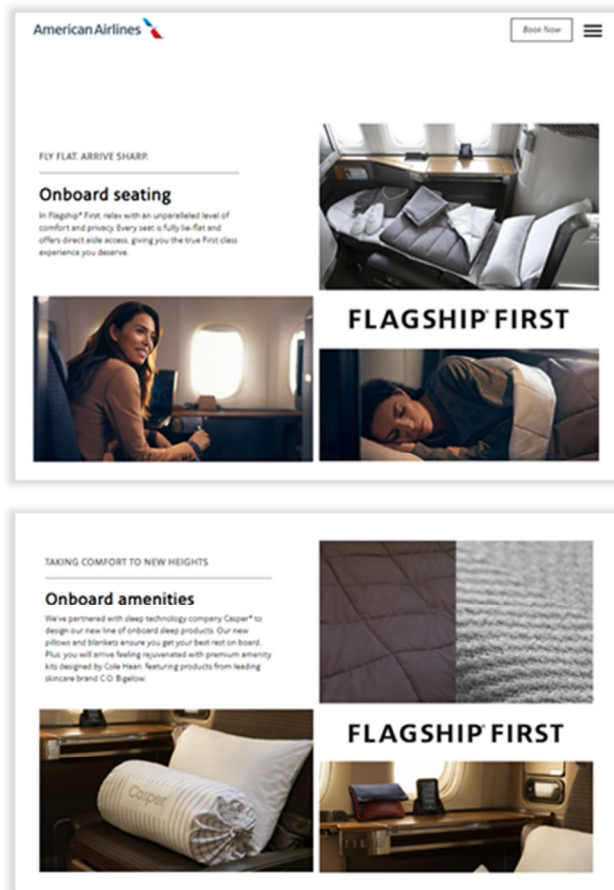 American Airlines
Book Now
FLY FLAT. ARRIVE SHARP.
Onboard seating
In Flagship® First, relax with an unparalleled level of
comfort and privacy. Every seat is fully lie-flat and
offers direct aisle access, giving you the true First class
experience you deserve.
FLAGSHIP® FIRST
TAKING COMFORT TO NEW HEIGHTS
Onboard amenities
We've partnered with sleep technology company Casper® to
design our new line of onboard sleep products. Our new
pillows and blankets ensure you get your best rest on board.
Plus, you will arrive feeling rejuvenated with premium amenity
kits designed by Cole Haan, featuring products from leading
skincare brand C.O. Bigelow.
FLAGSHIP® FIRST
Casper